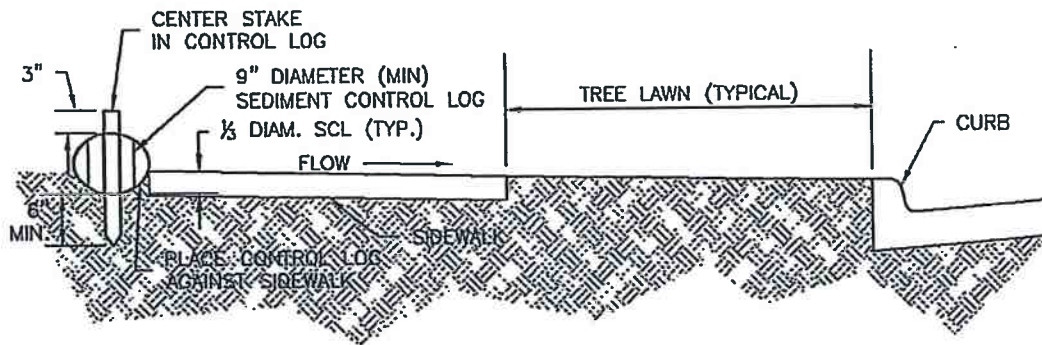 CENTER STAKE
IN CONTROL LOG
3"
9" DIAMETER (MIN)
SEDIMENT CONTROL LOG
⅓ DIAM. SCL (TYP.)
FLOW
TREE LAWN (TYPICAL)
CURB
6"
MIN.
SIDEWALK
PLACE CONTROL LOG
AGAINST SIDEWALK